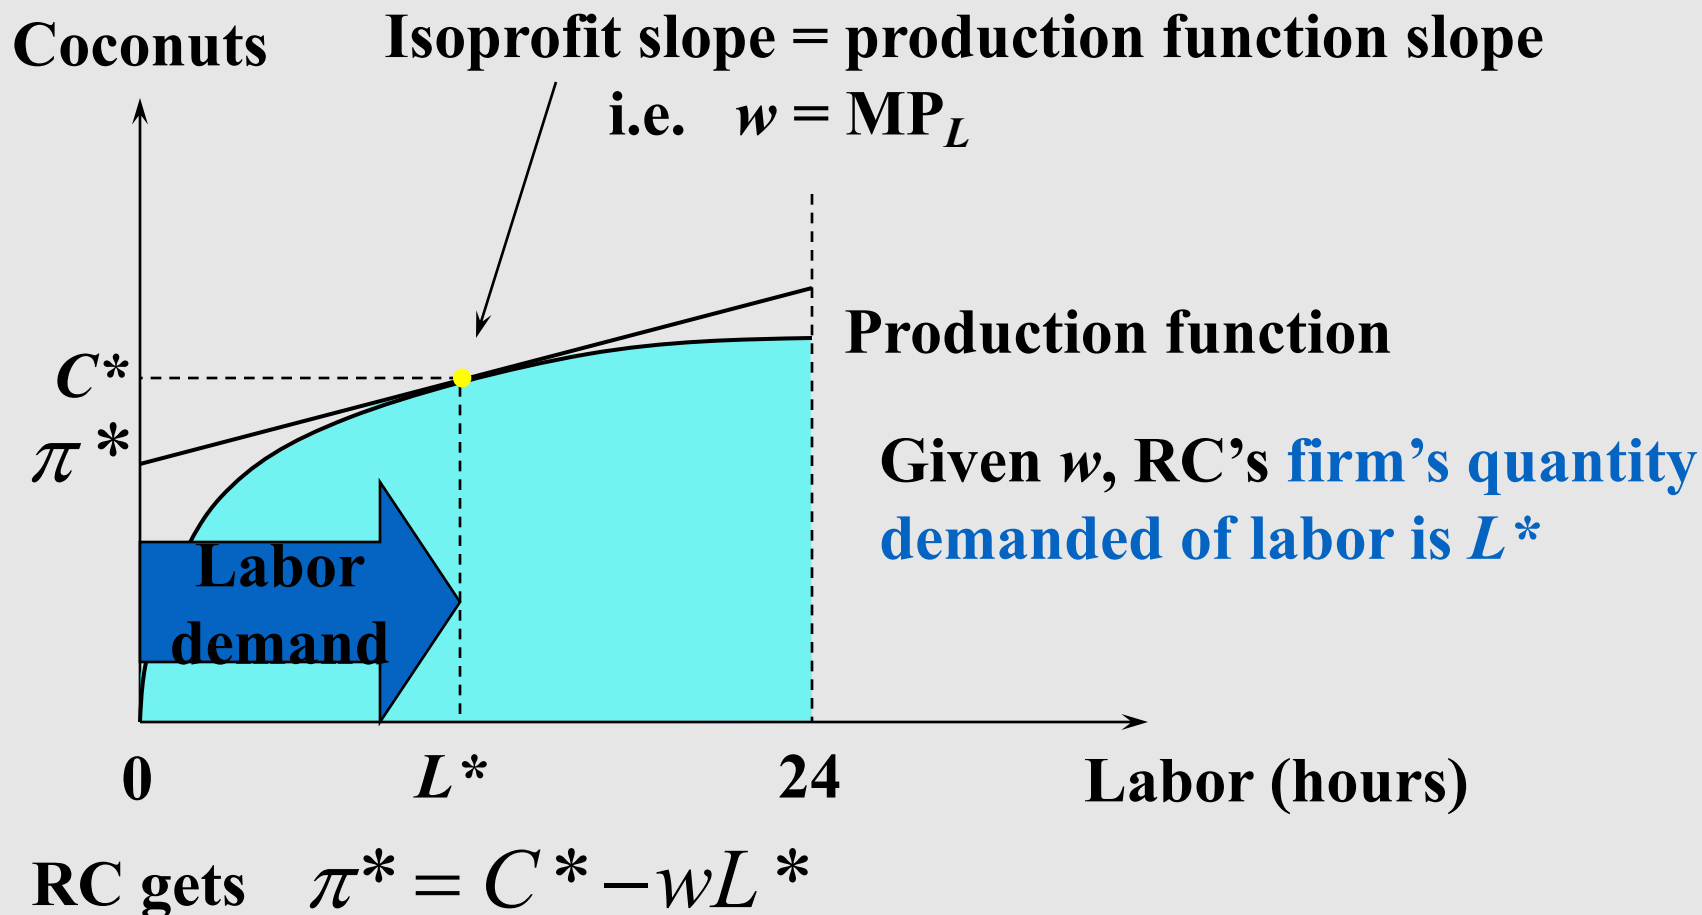 Coconuts
Isoprofit slope = production function slope
i.e. w = MP_L
Production function
C*
π*
Given w, RC’s firm’s quantity
demanded of labor is L*
Labor
demand
0
L*
24
Labor (hours)
RC gets π* = C* − wL*